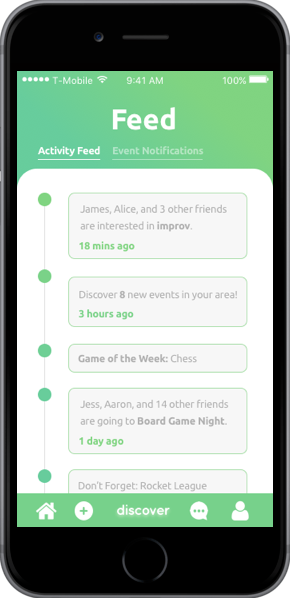 T-Mobile 9:41 AM 100%
Feed
Activity Feed Event Notifications
James, Alice, and 3 other friends
are interested in improv.
18 mins ago
Discover 8 new events in your area!
3 hours ago
Game of the Week: Chess
Jess, Aaron, and 14 other friends
are going to Board Game Night.
1 day ago
Don't Forget: Rocket League
discover